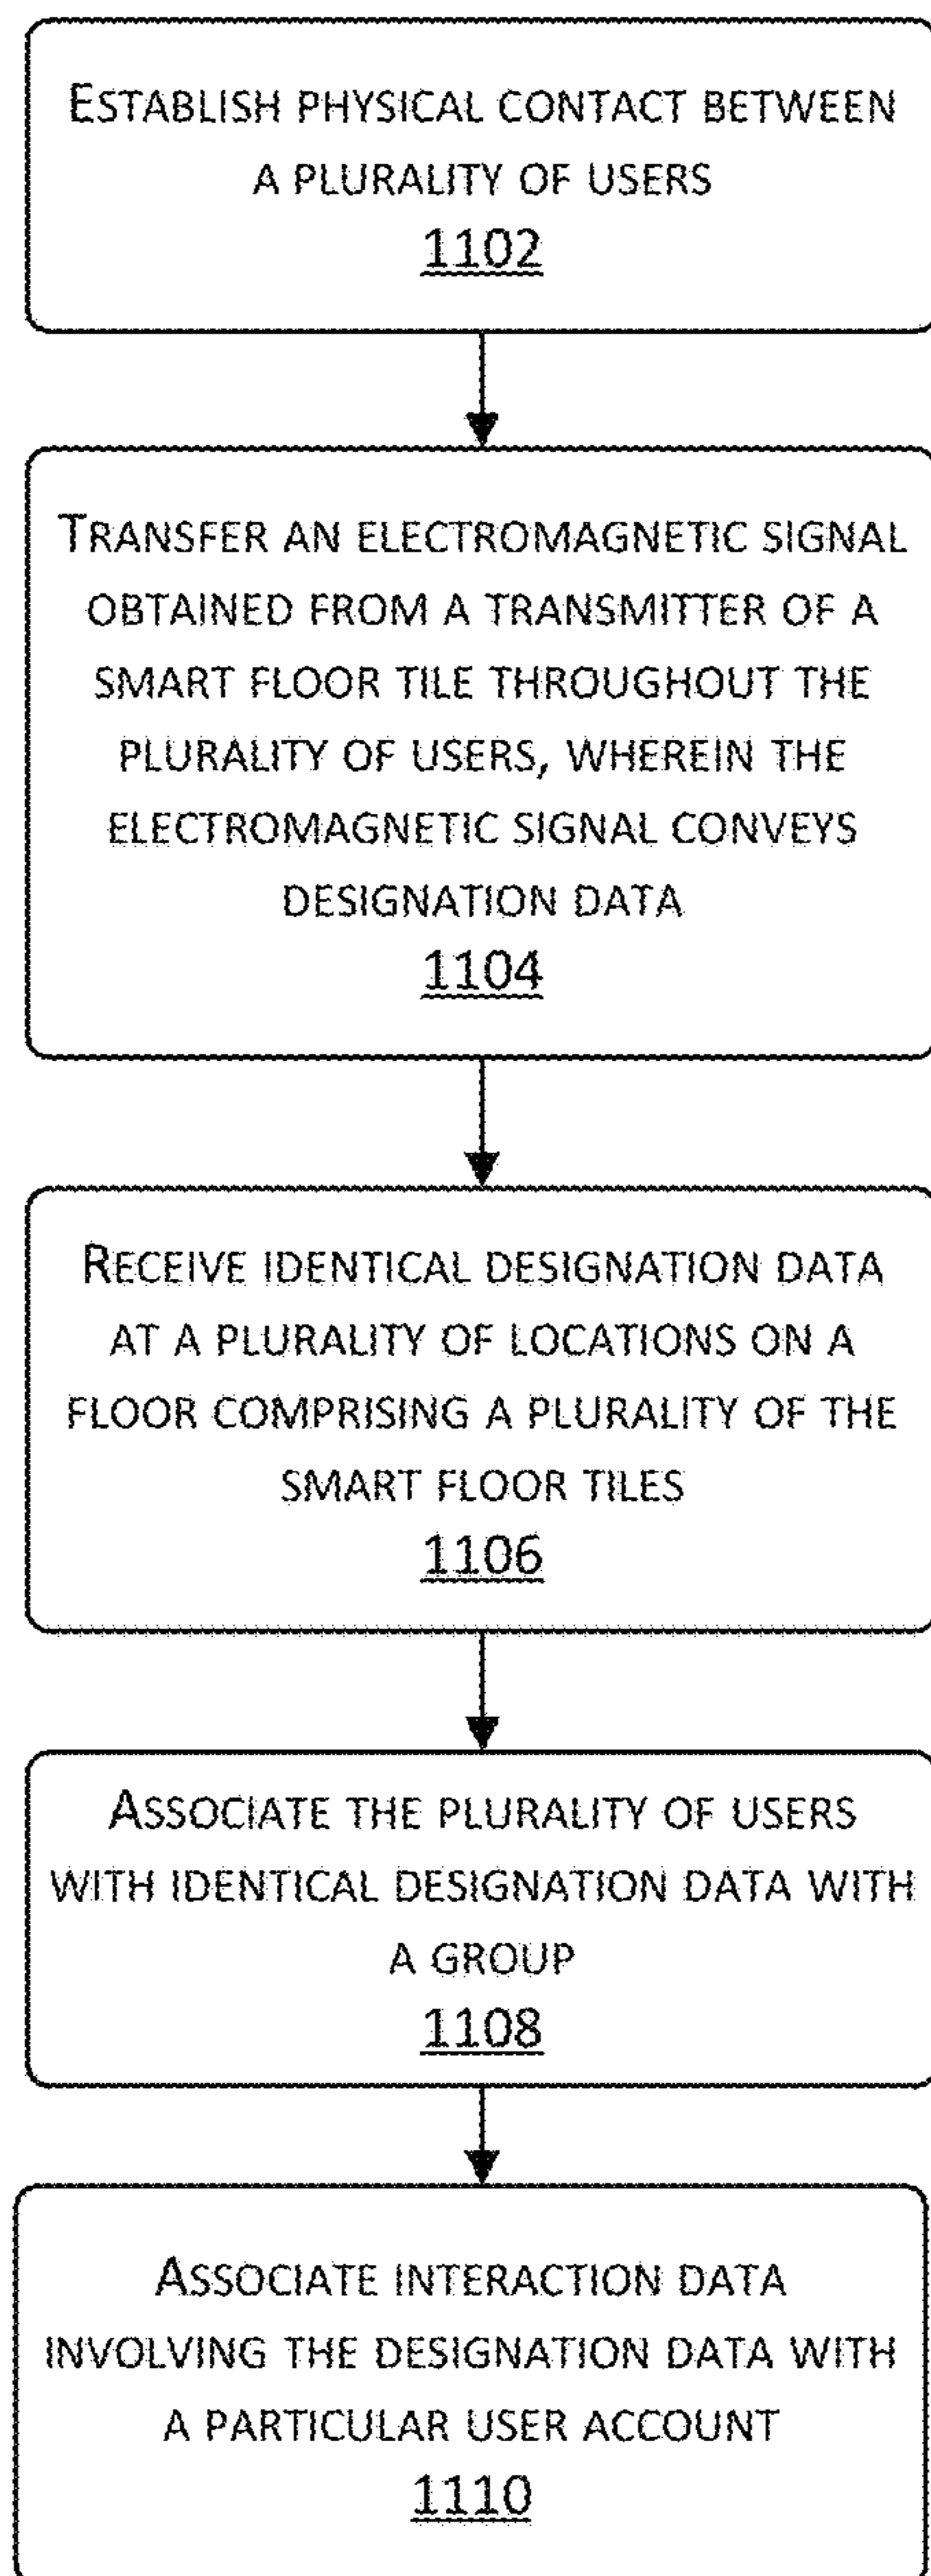 ESTABLISH PHYSICAL CONTACT BETWEEN
A PLURALITY OF USERS
1102
TRANSFER AN ELECTROMAGNETIC SIGNAL
OBTAINED FROM A TRANSMITTER OF A
SMART FLOOR TILE THROUGHOUT THE
PLURALITY OF USERS, WHEREIN THE
ELECTROMAGNETIC SIGNAL CONVEYS
DESIGNATION DATA
1104
RECEIVE IDENTICAL DESIGNATION DATA
AT A PLURALITY OF LOCATIONS ON A
FLOOR COMPRISING A PLURALITY OF THE
SMART FLOOR TILES
1106
ASSOCIATE THE PLURALITY OF USERS
WITH IDENTICAL DESIGNATION DATA WITH
A GROUP
1108
ASSOCIATE INTERACTION DATA
INVOLVING THE DESIGNATION DATA WITH
A PARTICULAR USER ACCOUNT
1110